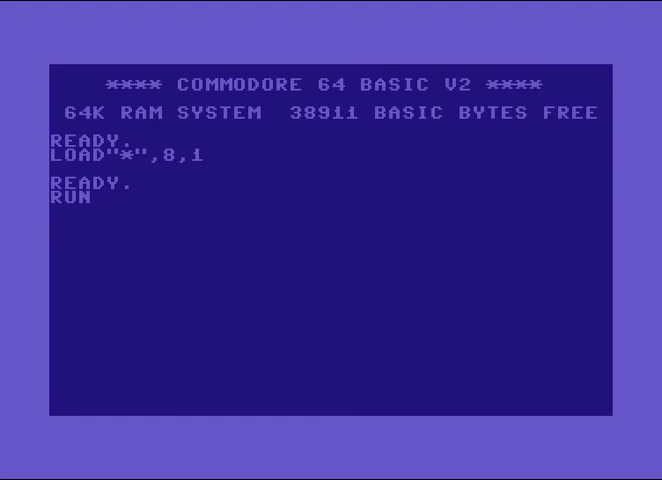 **** COMMODORE 64 BASIC V2 ****
64K RAM SYSTEM  38911 BASIC BYTES FREE
READY.
LOAD"*",8,1
READY.
RUN